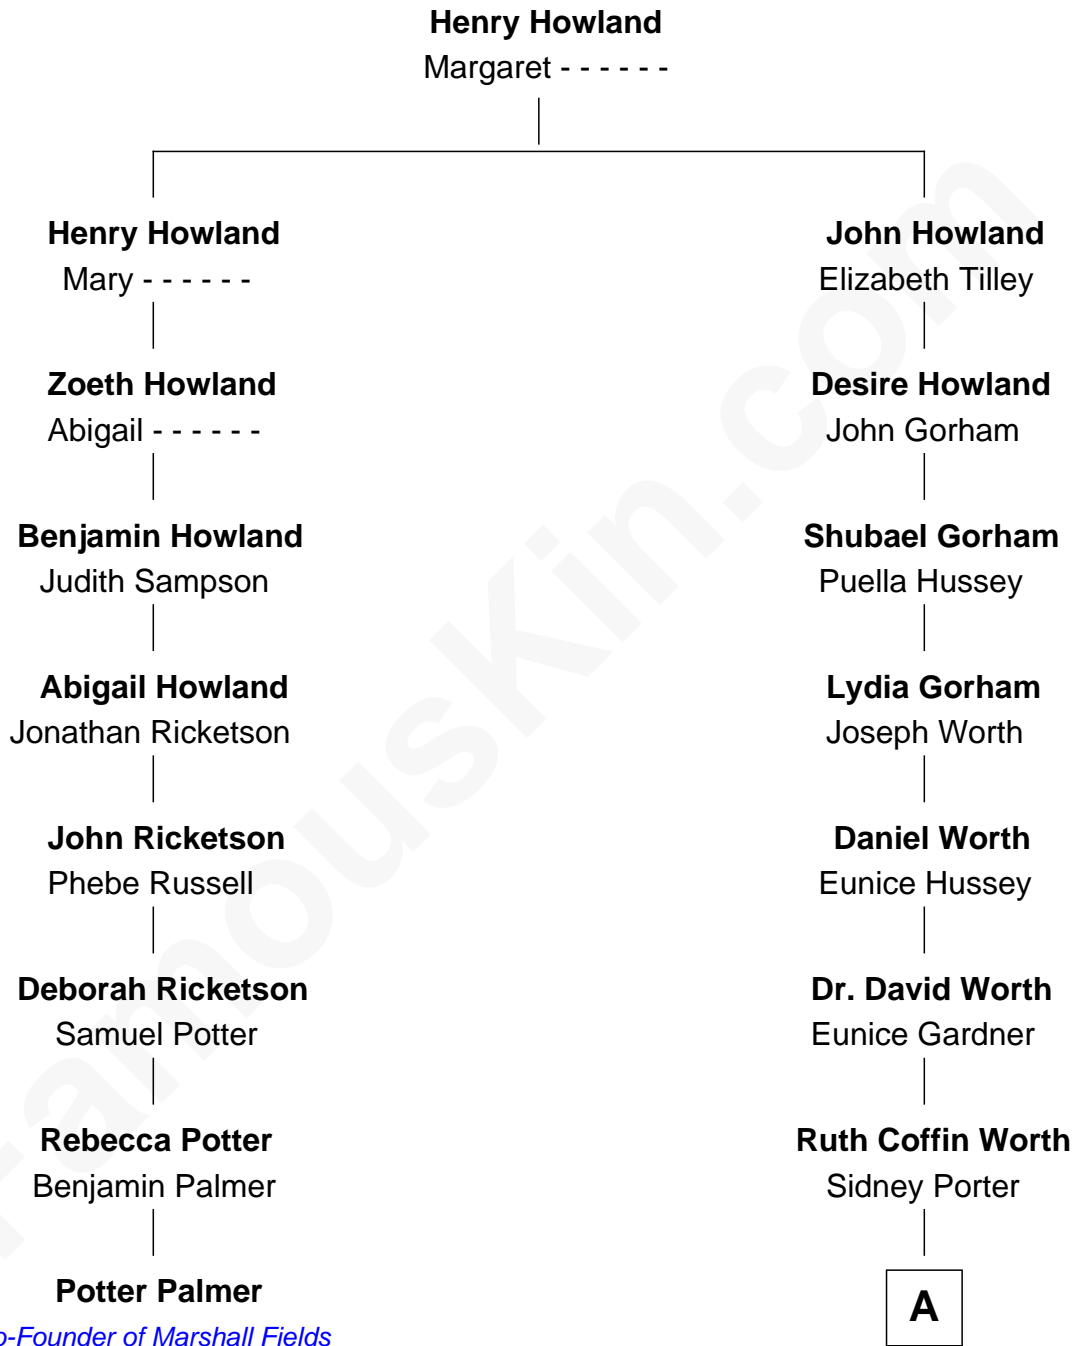 Henry Howland
Margaret - - - - - -
Henry Howland
Mary - - - - - -
John Howland
Elizabeth Tilley
Zoeth Howland
Abigail - - - - - -
Desire Howland
John Gorham
Benjamin Howland
Judith Sampson
Shubael Gorham
Puella Hussey
Abigail Howland
Jonathan Ricketson
Lydia Gorham
Joseph Worth
John Ricketson
Phebe Russell
Daniel Worth
Eunice Hussey
Deborah Ricketson
Samuel Potter
Dr. David Worth
Eunice Gardner
Rebecca Potter
Benjamin Palmer
Ruth Coffin Worth
Sidney Porter
Potter Palmer
o-Founder of Marshall Fields
A
FamousKin.com